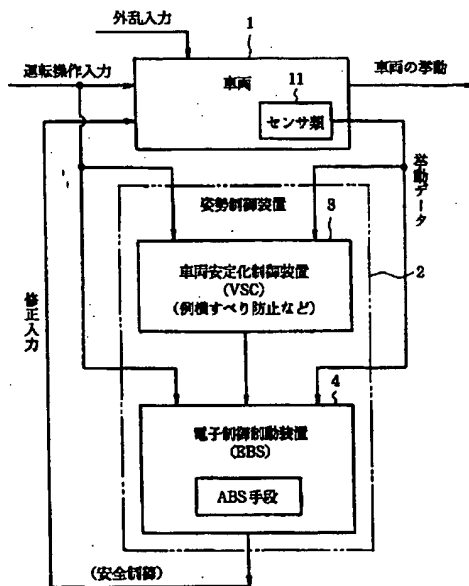 外乱入力
1
運転操作入力
車両
11
センサ類
車両の挙動
挙動データ
姿勢制御装置
3
車両安定化制御装置
(VSC)
(例横すべり防止など)
2
修正入力
4
電子制御制動装置
(EBS)
ABS 手段
(安全制御)